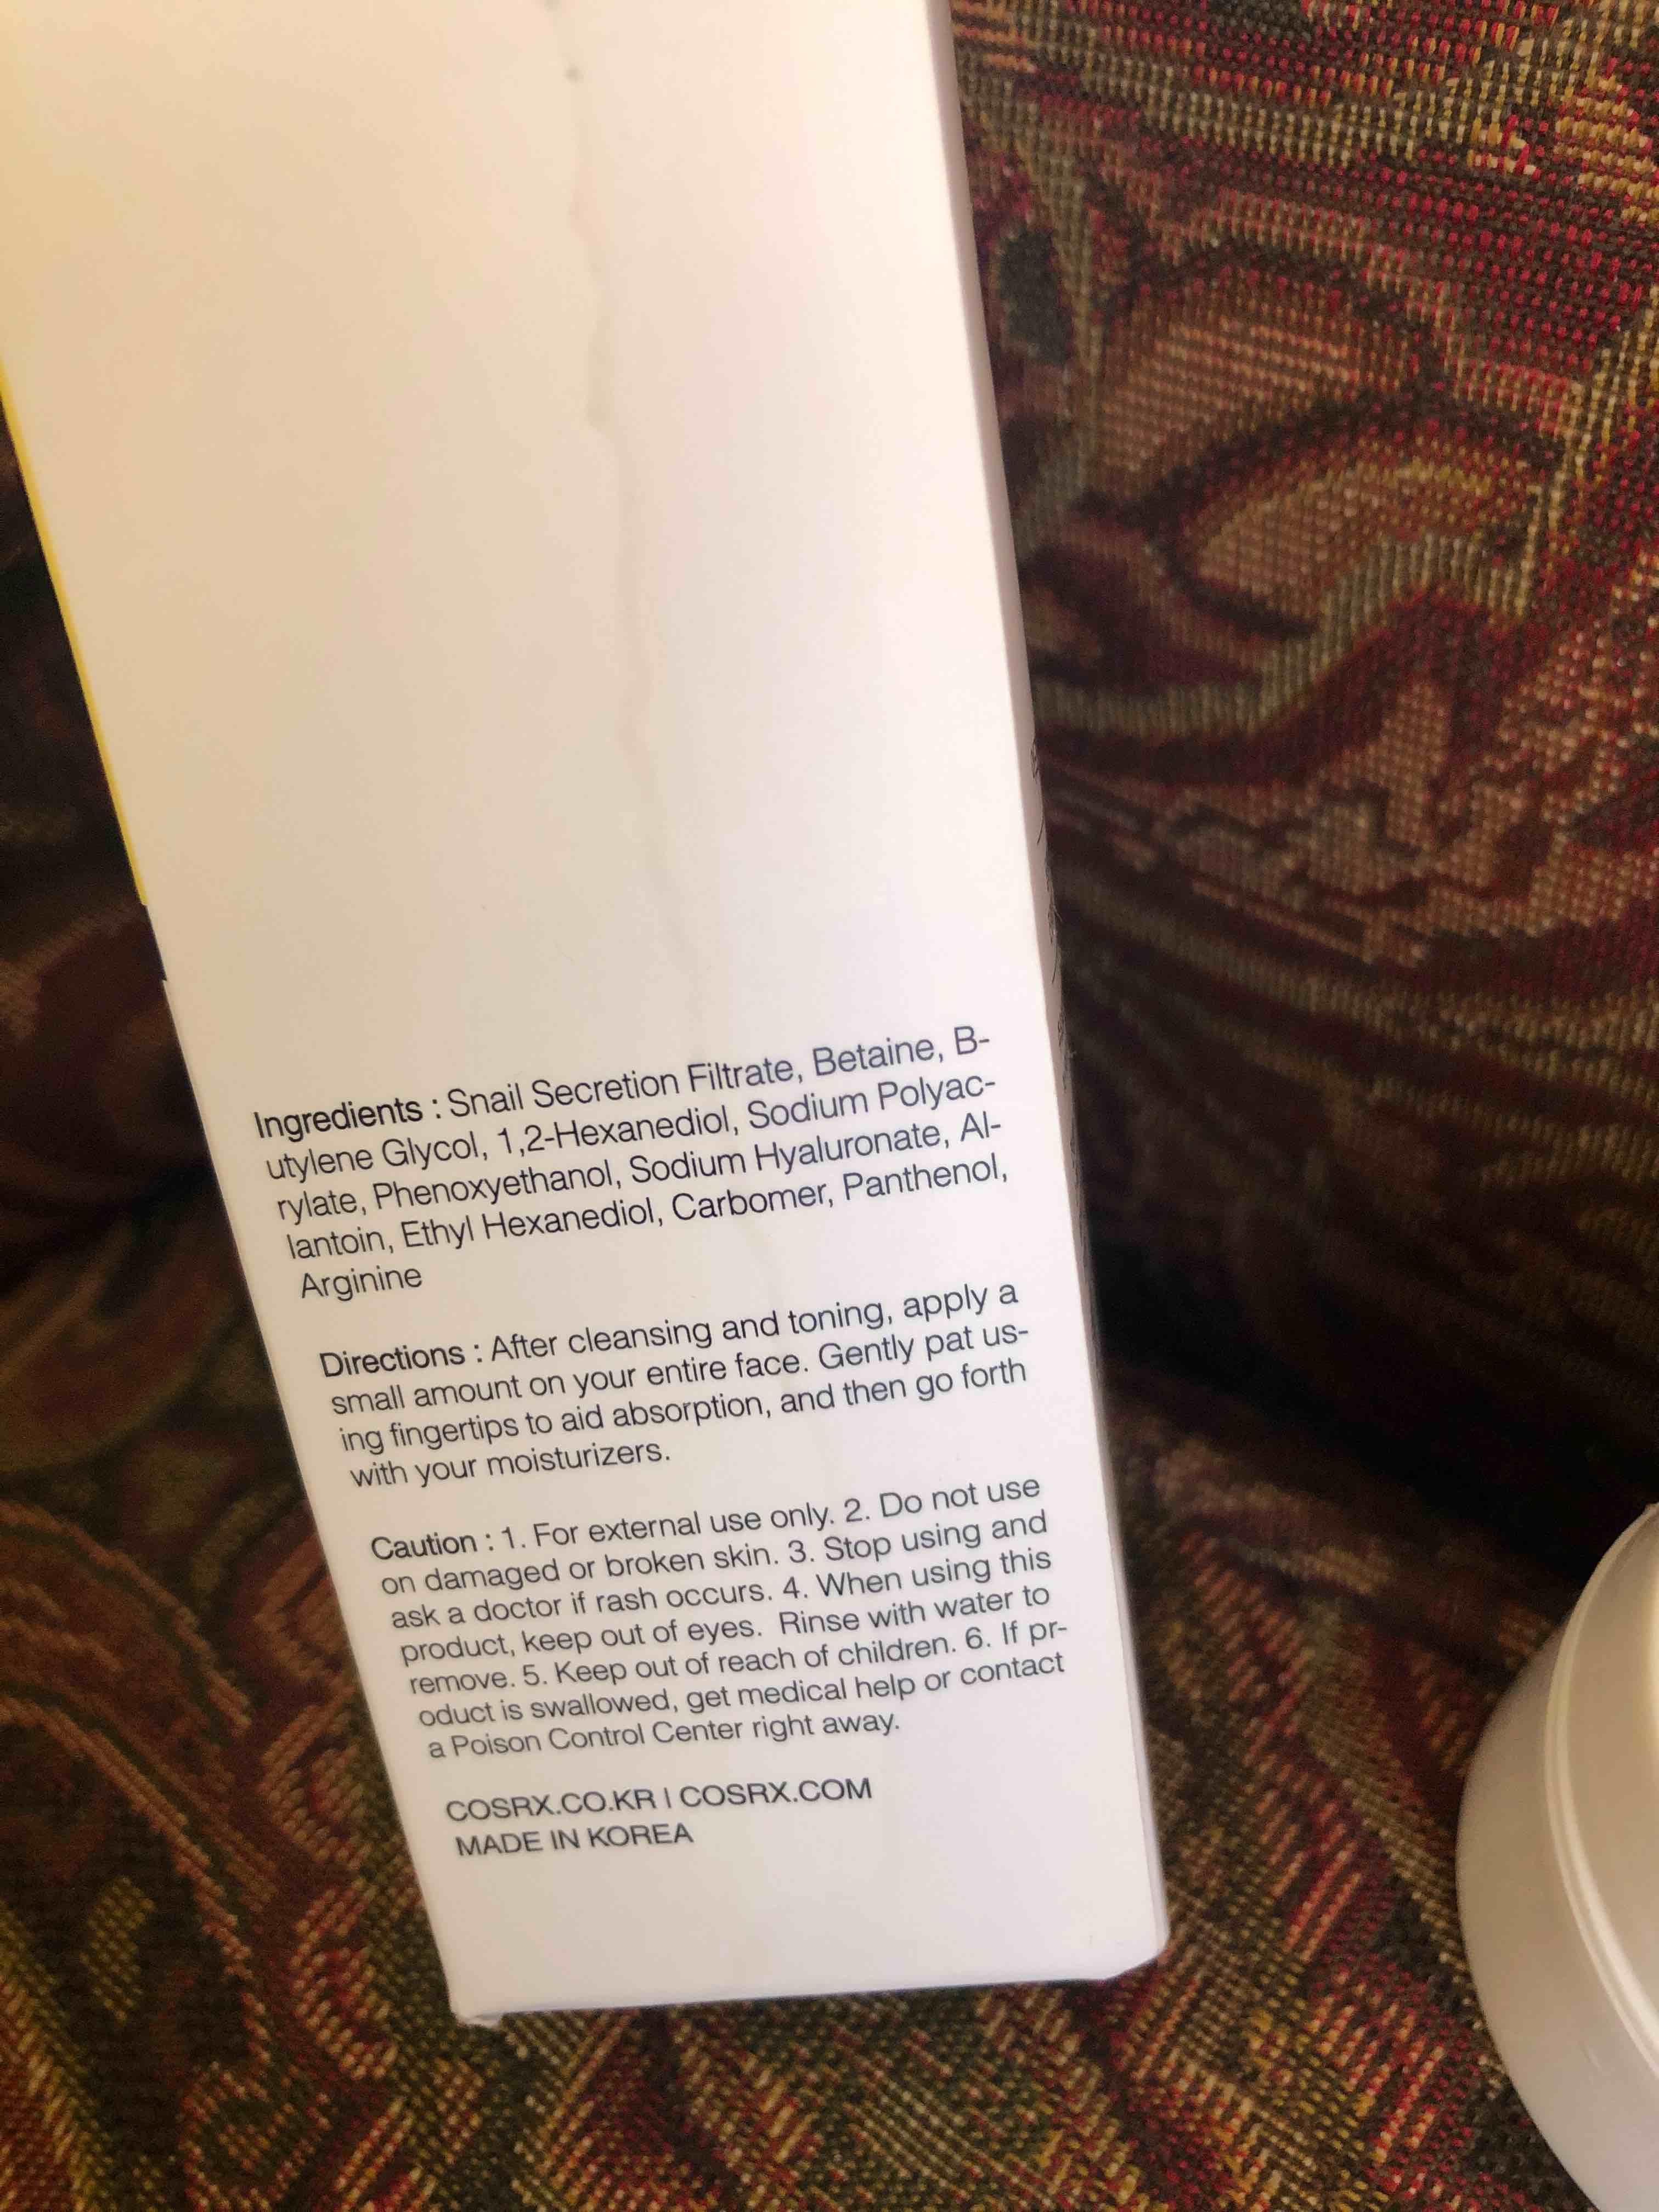 Ingredients : Snail Secretion Filtrate, Betaine, B-
utylene Glycol, 1,2-Hexanediol, Sodium Polyac-
rylate, Phenoxyethanol, Sodium Hyaluronate, Al-
lantoin, Ethyl Hexanediol, Carbomer, Panthenol,
Arginine
Directions : After cleansing and toning, apply a
small amount on your entire face. Gently pat us-
ing fingertips to aid absorption, and then go forth
with your moisturizers.
Caution : 1. For external use only. 2. Do not use
on damaged or broken skin. 3. Stop using and
ask a doctor if rash occurs. 4. When using this
product, keep out of eyes. Rinse with water to
remove. 5. Keep out of reach of children. 6. If pr-
oduct is swallowed, get medical help or contact
a Poison Control Center right away.
COSRX.CO.KR | COSRX.COM
MADE IN KOREA